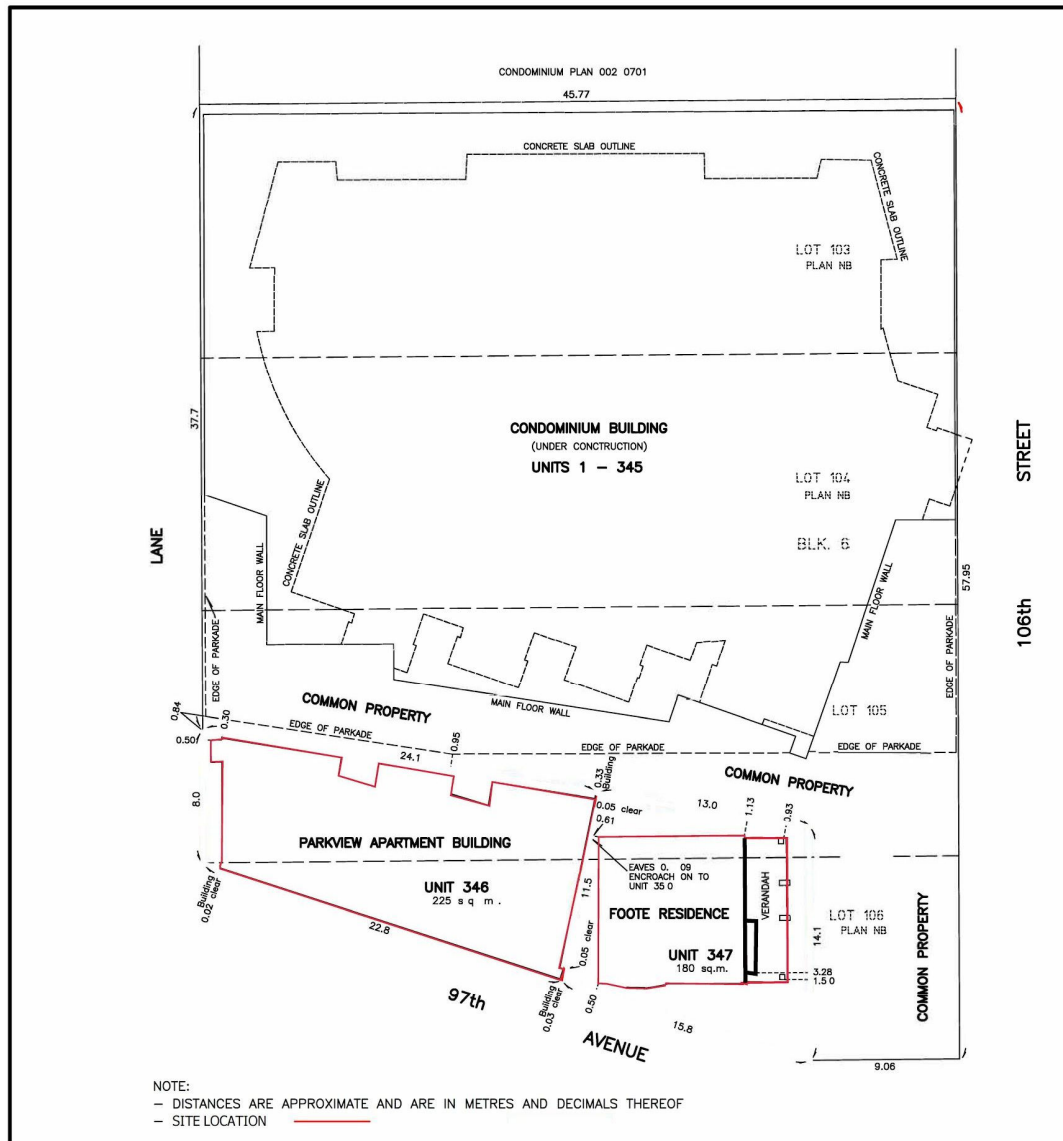 CONDOMINIUM PLAN 002 0701
45.77
CONCRETE SLAB OUTLINE
CONCRETE SLAB OUTLINE
LOT 103
PLAN NB
37.7
CONDOMINIUM BUILDING
(UNDER CONSTRUCTION)
UNITS 1 - 345
LOT 104
PLAN NB
BLK. 6
STREET
106th
LANE
CONCRETE SLAB OUTLINE
MAIN FLOOR WALL
MAIN FLOOR WALL
57.95
EDGE OF PARKADE
EDGE OF PARKADE
MAIN FLOOR WALL
LOT 105
COMMON PROPERTY
0.84
0.30
0.50
EDGE OF PARKADE
24.1
0.95
EDGE OF PARKADE
EDGE OF PARKADE
COMMON PROPERTY
0.33
Building
0.05 clear
0.61
13.0
1.13
0.93
8.0
PARKVIEW APARTMENT BUILDING
EAVES 0. 09
ENCROACH ON TO
UNIT 35 0
UNIT 346
225 s q m .
11.5
FOOTE RESIDENCE
VERANDAH
LOT 106
PLAN NB
14.1
COMMON PROPERTY
Building
0.02 clear
22.8
0.05 clear
UNIT 347
180 sq.m.
3.28
1.50
Building
0.03 clear
0.50
97th
AVENUE
15.8
9.06
NOTE:
- DISTANCES ARE APPROXIMATE AND ARE IN METRES AND DECIMALS THEREOF
- SITE LOCATION